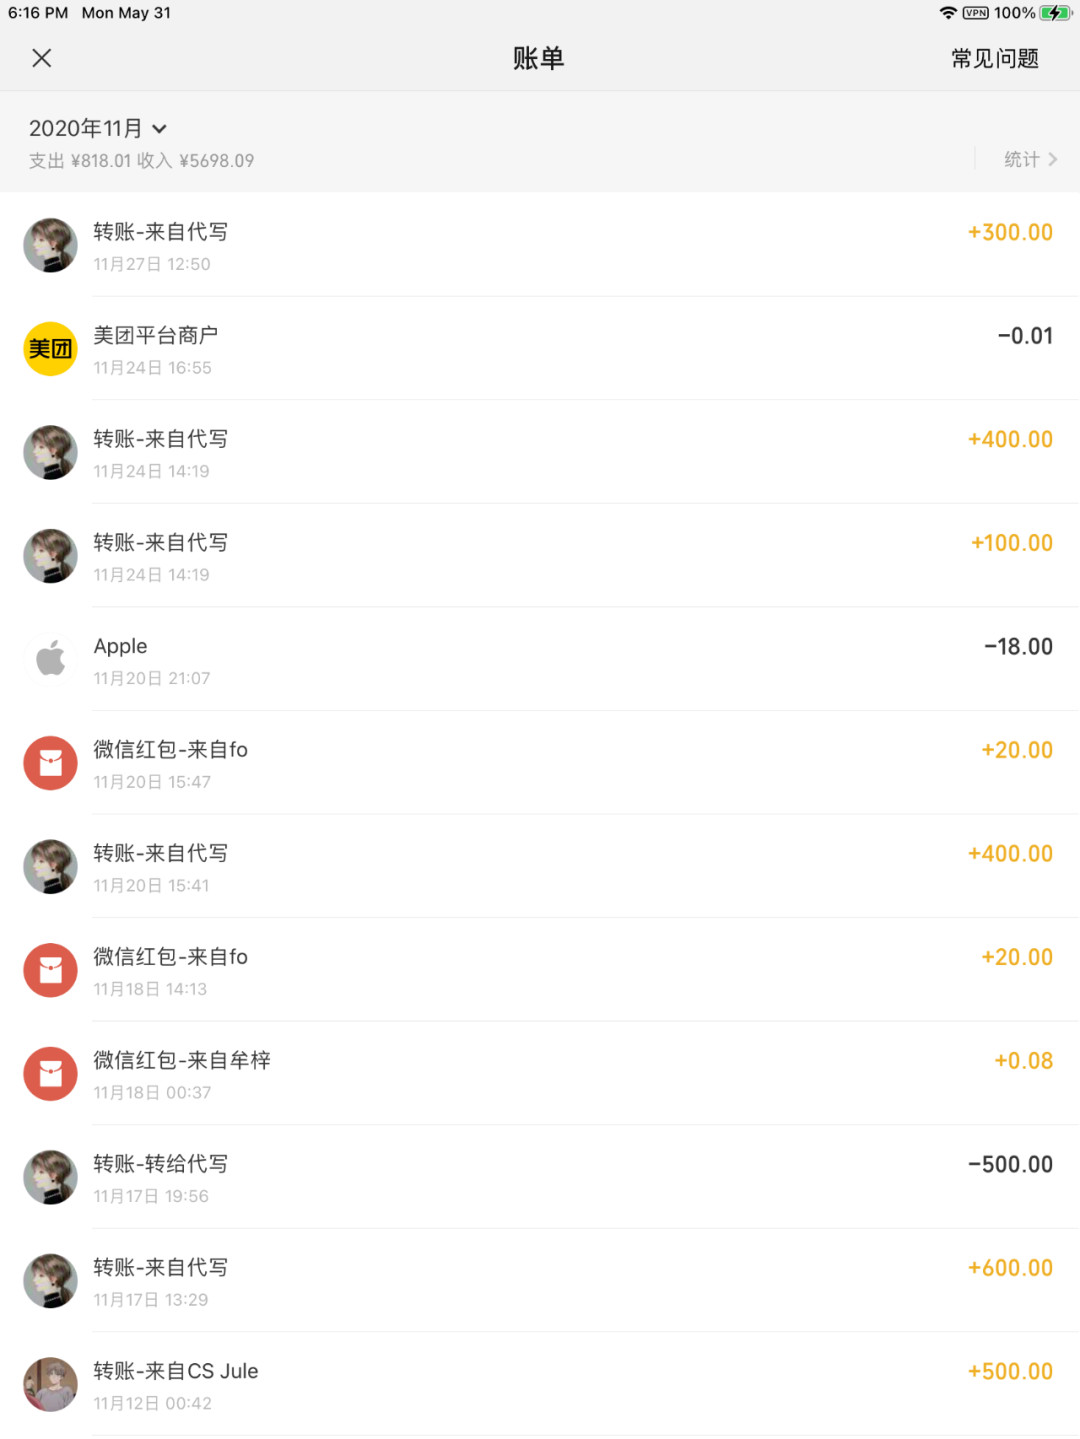 6:16 PM Mon May 31 VPN 100%
账单 常见问题
2020年11月
支出 ¥818.01 收入 ¥5698.09 统计
转账-来自代写 +300.00
11月27日 12:50
美团
美团平台商户 -0.01
11月24日 16:55
转账-来自代写 +400.00
11月24日 14:19
转账-来自代写 +100.00
11月24日 14:19
Apple -18.00
11月20日 21:07
微信红包-来自fo +20.00
11月20日 15:47
转账-来自代写 +400.00
11月20日 15:41
微信红包-来自fo +20.00
11月18日 14:13
微信红包-来自牟梓 +0.08
11月18日 00:37
转账-转给代写 -500.00
11月17日 19:56
转账-来自代写 +600.00
11月17日 13:29
转账-来自CS Jule +500.00
11月12日 00:42